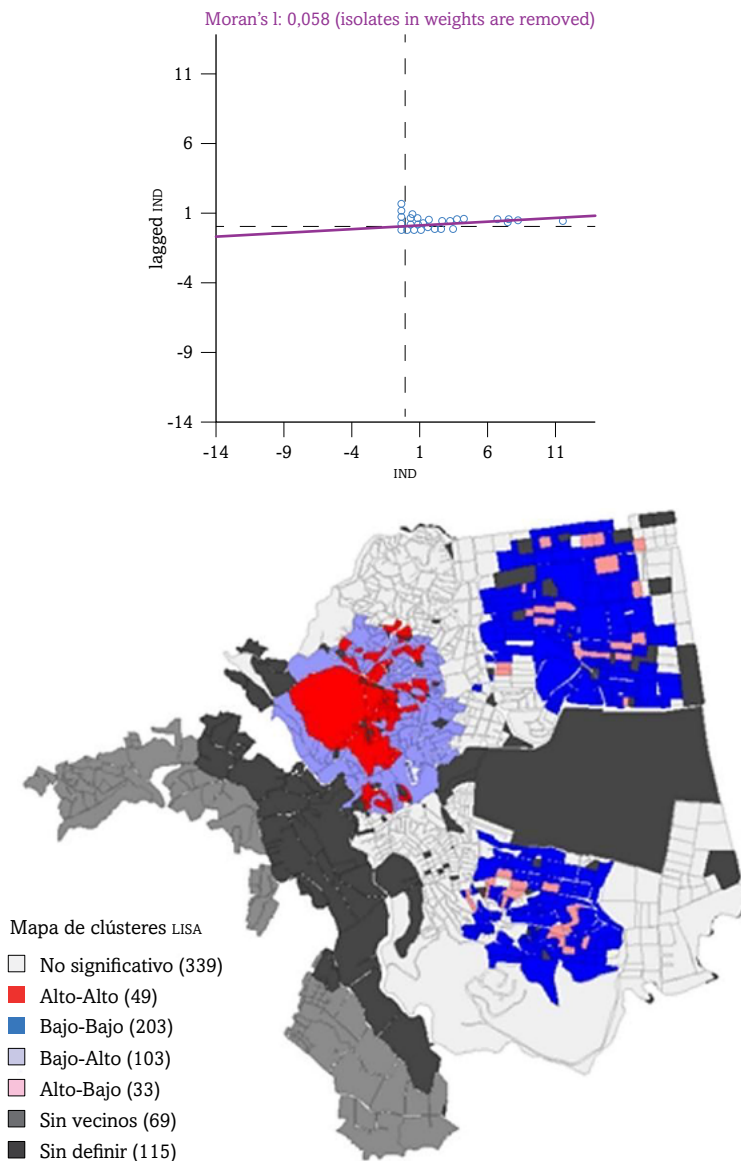 Moran's l: 0,058 (isolates in weights are removed)
11
6
1
-4
-9
-14
lagged IND
-14 -9 -4 1 6 11
IND
Mapa de clústeres LISA
No significativo (339)
Alto-Alto (49)
Bajo-Bajo (203)
Bajo-Alto (103)
Alto-Bajo (33)
Sin vecinos (69)
Sin definir (115)